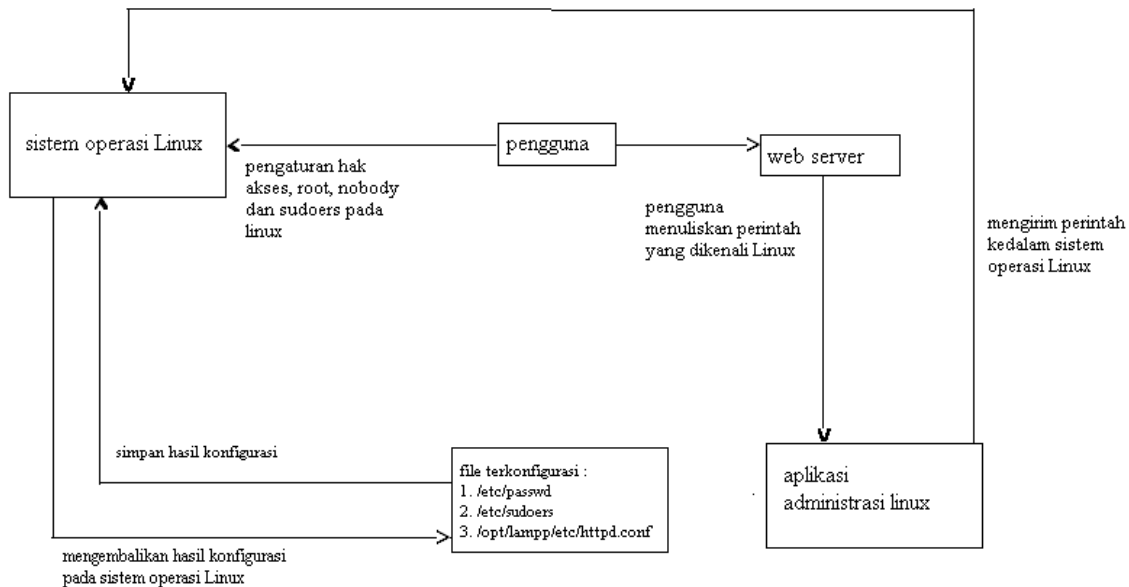 sistem operasi Linux
pengguna
web server
pengaturan hak
akses, root, nobody
dan sudoers pada
linux
pengguna
menuliskan perintah
yang dikenali Linux
mengirim perintah
kedalam sistem
operasi Linux
simpan hasil konfigurasi
file terkonfigurasi :
1. /etc/passwd
2. /etc/sudoers
3. /opt/lampp/etc/httpd.conf
aplikasi
administrasi linux
mengembalikan hasil konfigurasi
pada sistem operasi Linux